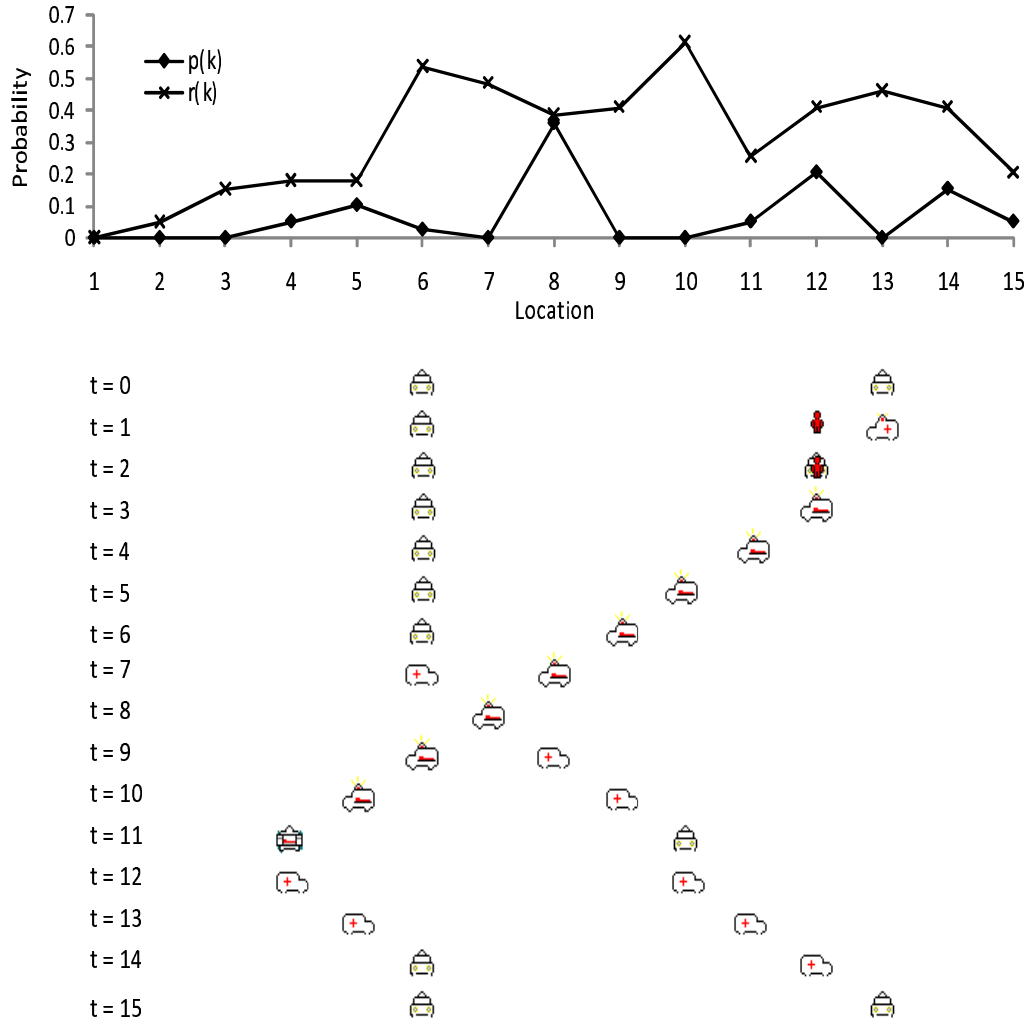 0.7
0.6
0.5
0.4
0.3
0.2
0.1
0
Probability
p(k)
r(k)
1 2 3 4 5 6 7 8 9 10 11 12 13 14 15
Location
t = 0
t = 1
t = 2
t = 3
t = 4
t = 5
t = 6
t = 7
t = 8
t = 9
t = 10
t = 11
t = 12
t = 13
t = 14
t = 15